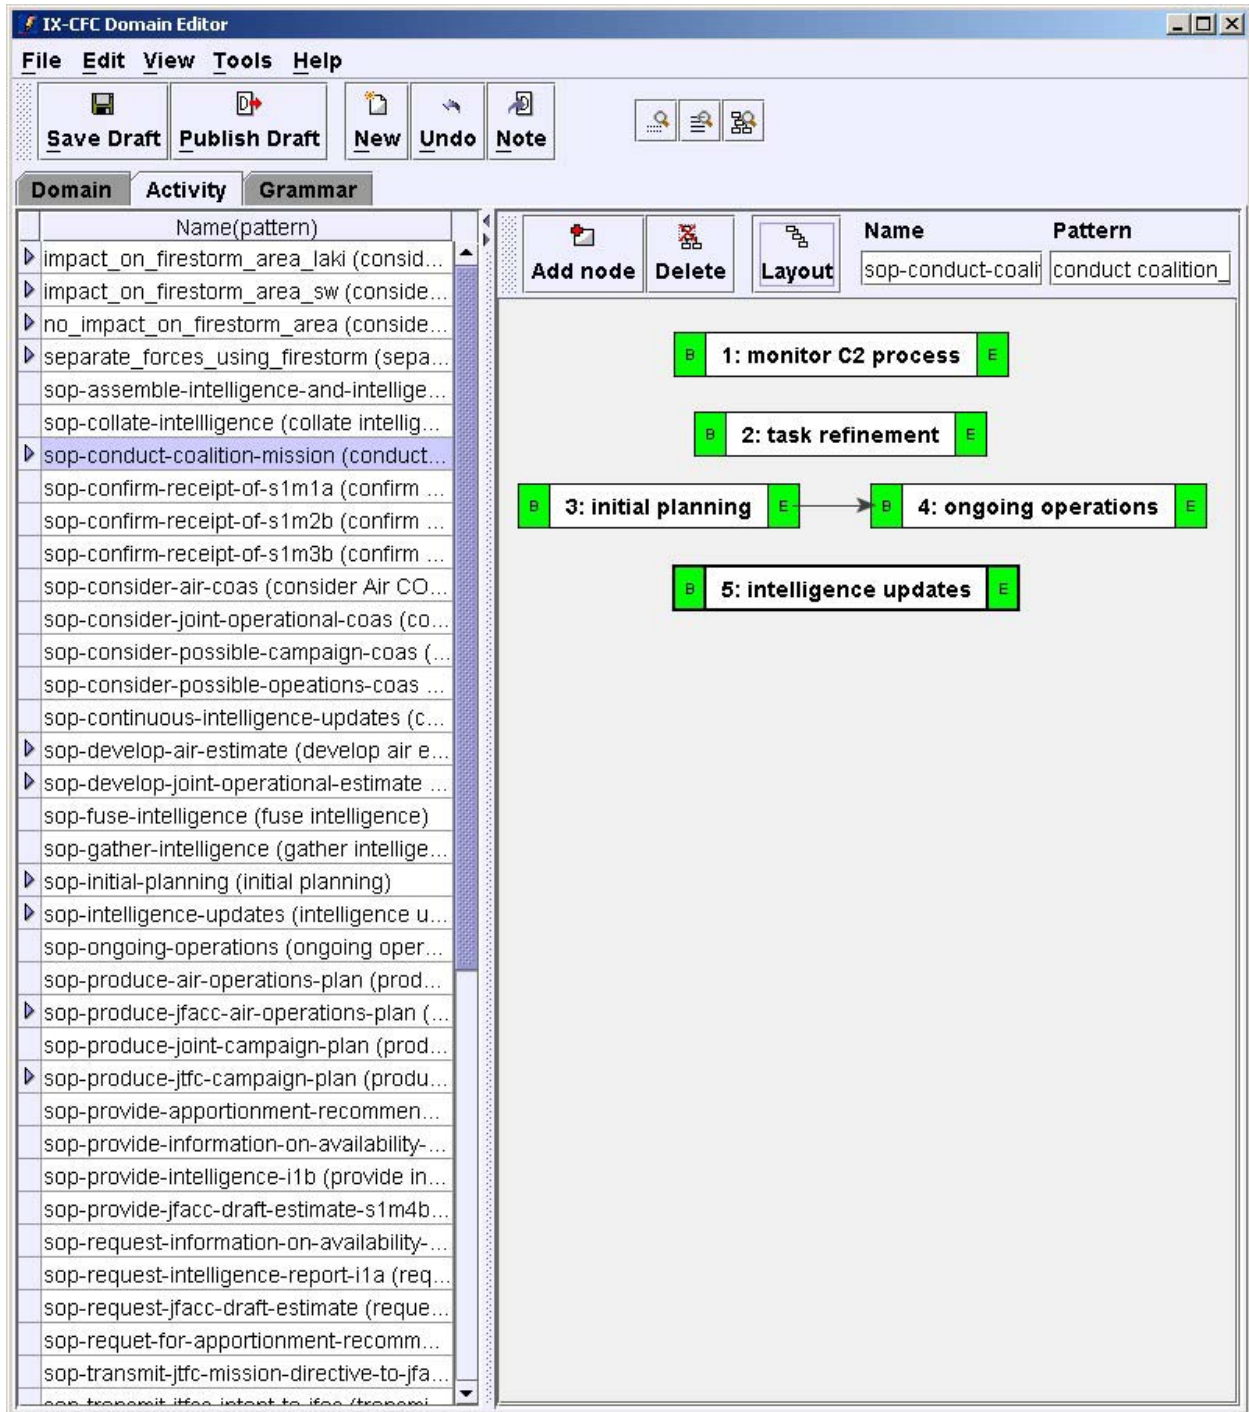 IX-CFC Domain Editor
File Edit View Tools Help
Save Draft Publish Draft New Undo Note
Domain Activity Grammar
Name(pattern)
impact_on_firestorm_area_laki (consid...
impact_on_firestorm_area_sw (conside...
no_impact_on_firestorm_area (conside...
separate_forces_using_firestorm (sepa...
sop-assemble-intelligence-and-intellige...
sop-collate-intellligence (collate intellig...
sop-conduct-coalition-mission (conduct...
sop-confirm-receipt-of-s1m1a (confirm ...
sop-confirm-receipt-of-s1m2b (confirm ...
sop-confirm-receipt-of-s1m3b (confirm ...
sop-consider-air-coas (consider Air CO...
sop-consider-joint-operational-coas (co...
sop-consider-possible-campaign-coas (...
sop-consider-possible-opeations-coas ...
sop-continuous-intelligence-updates (c...
sop-develop-air-estimate (develop air e...
sop-develop-joint-operational-estimate ...
sop-fuse-intelligence (fuse intelligence)
sop-gather-intelligence (gather intellige...
sop-initial-planning (initial planning)
sop-intelligence-updates (intelligence u...
sop-ongoing-operations (ongoing oper...
sop-produce-air-operations-plan (prod...
sop-produce-jfacc-air-operations-plan (...
sop-produce-joint-campaign-plan (prod...
sop-produce-jtfc-campaign-plan (produ...
sop-provide-apportionment-recommen...
sop-provide-information-on-availability-...
sop-provide-intelligence-i1b (provide in...
sop-provide-jfacc-draft-estimate-s1m4b...
sop-request-information-on-availability-...
sop-request-intelligence-report-i1a (req...
sop-request-jfacc-draft-estimate (reque...
sop-requet-for-apportionment-recomm...
sop-transmit-jtfc-mission-directive-to-jfa...
Add node Delete Layout
Name Pattern
sop-conduct-coali conduct coalition_
B 1: monitor C2 process E
B 2: task refinement E
B 3: initial planning E B 4: ongoing operations E
B 5: intelligence updates E